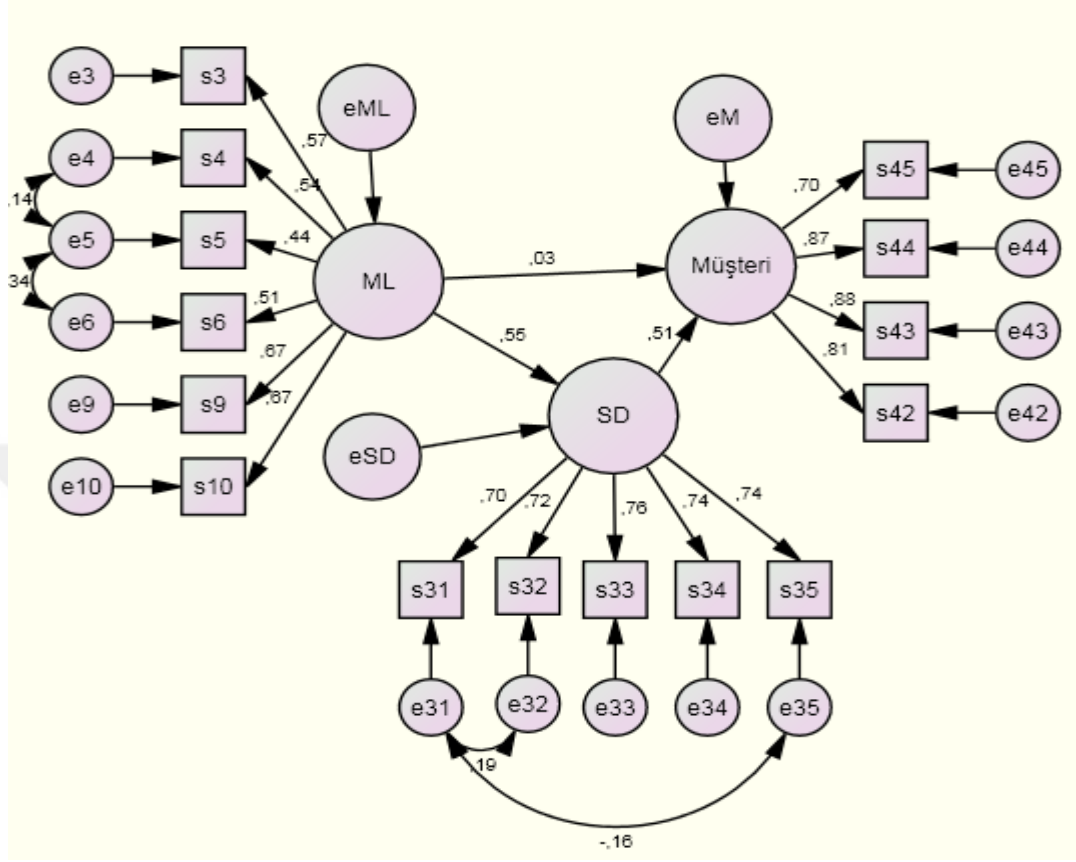 e3
s3
eML
eM
,57
e4
s4
s45
e45
,70
,54
,14
e5
s5
,44
,87
s44
e44
ML
,03
Müşteri
34
,51
,88
e6
s6
s43
e43
,55
,51
,67
,81
e9
s9
,67
SD
s42
e42
eSD
e10
s10
,70
,72
,76
,74
,74
s31
s32
s33
s34
s35
e31
e32
e33
e34
e35
,19
-,16